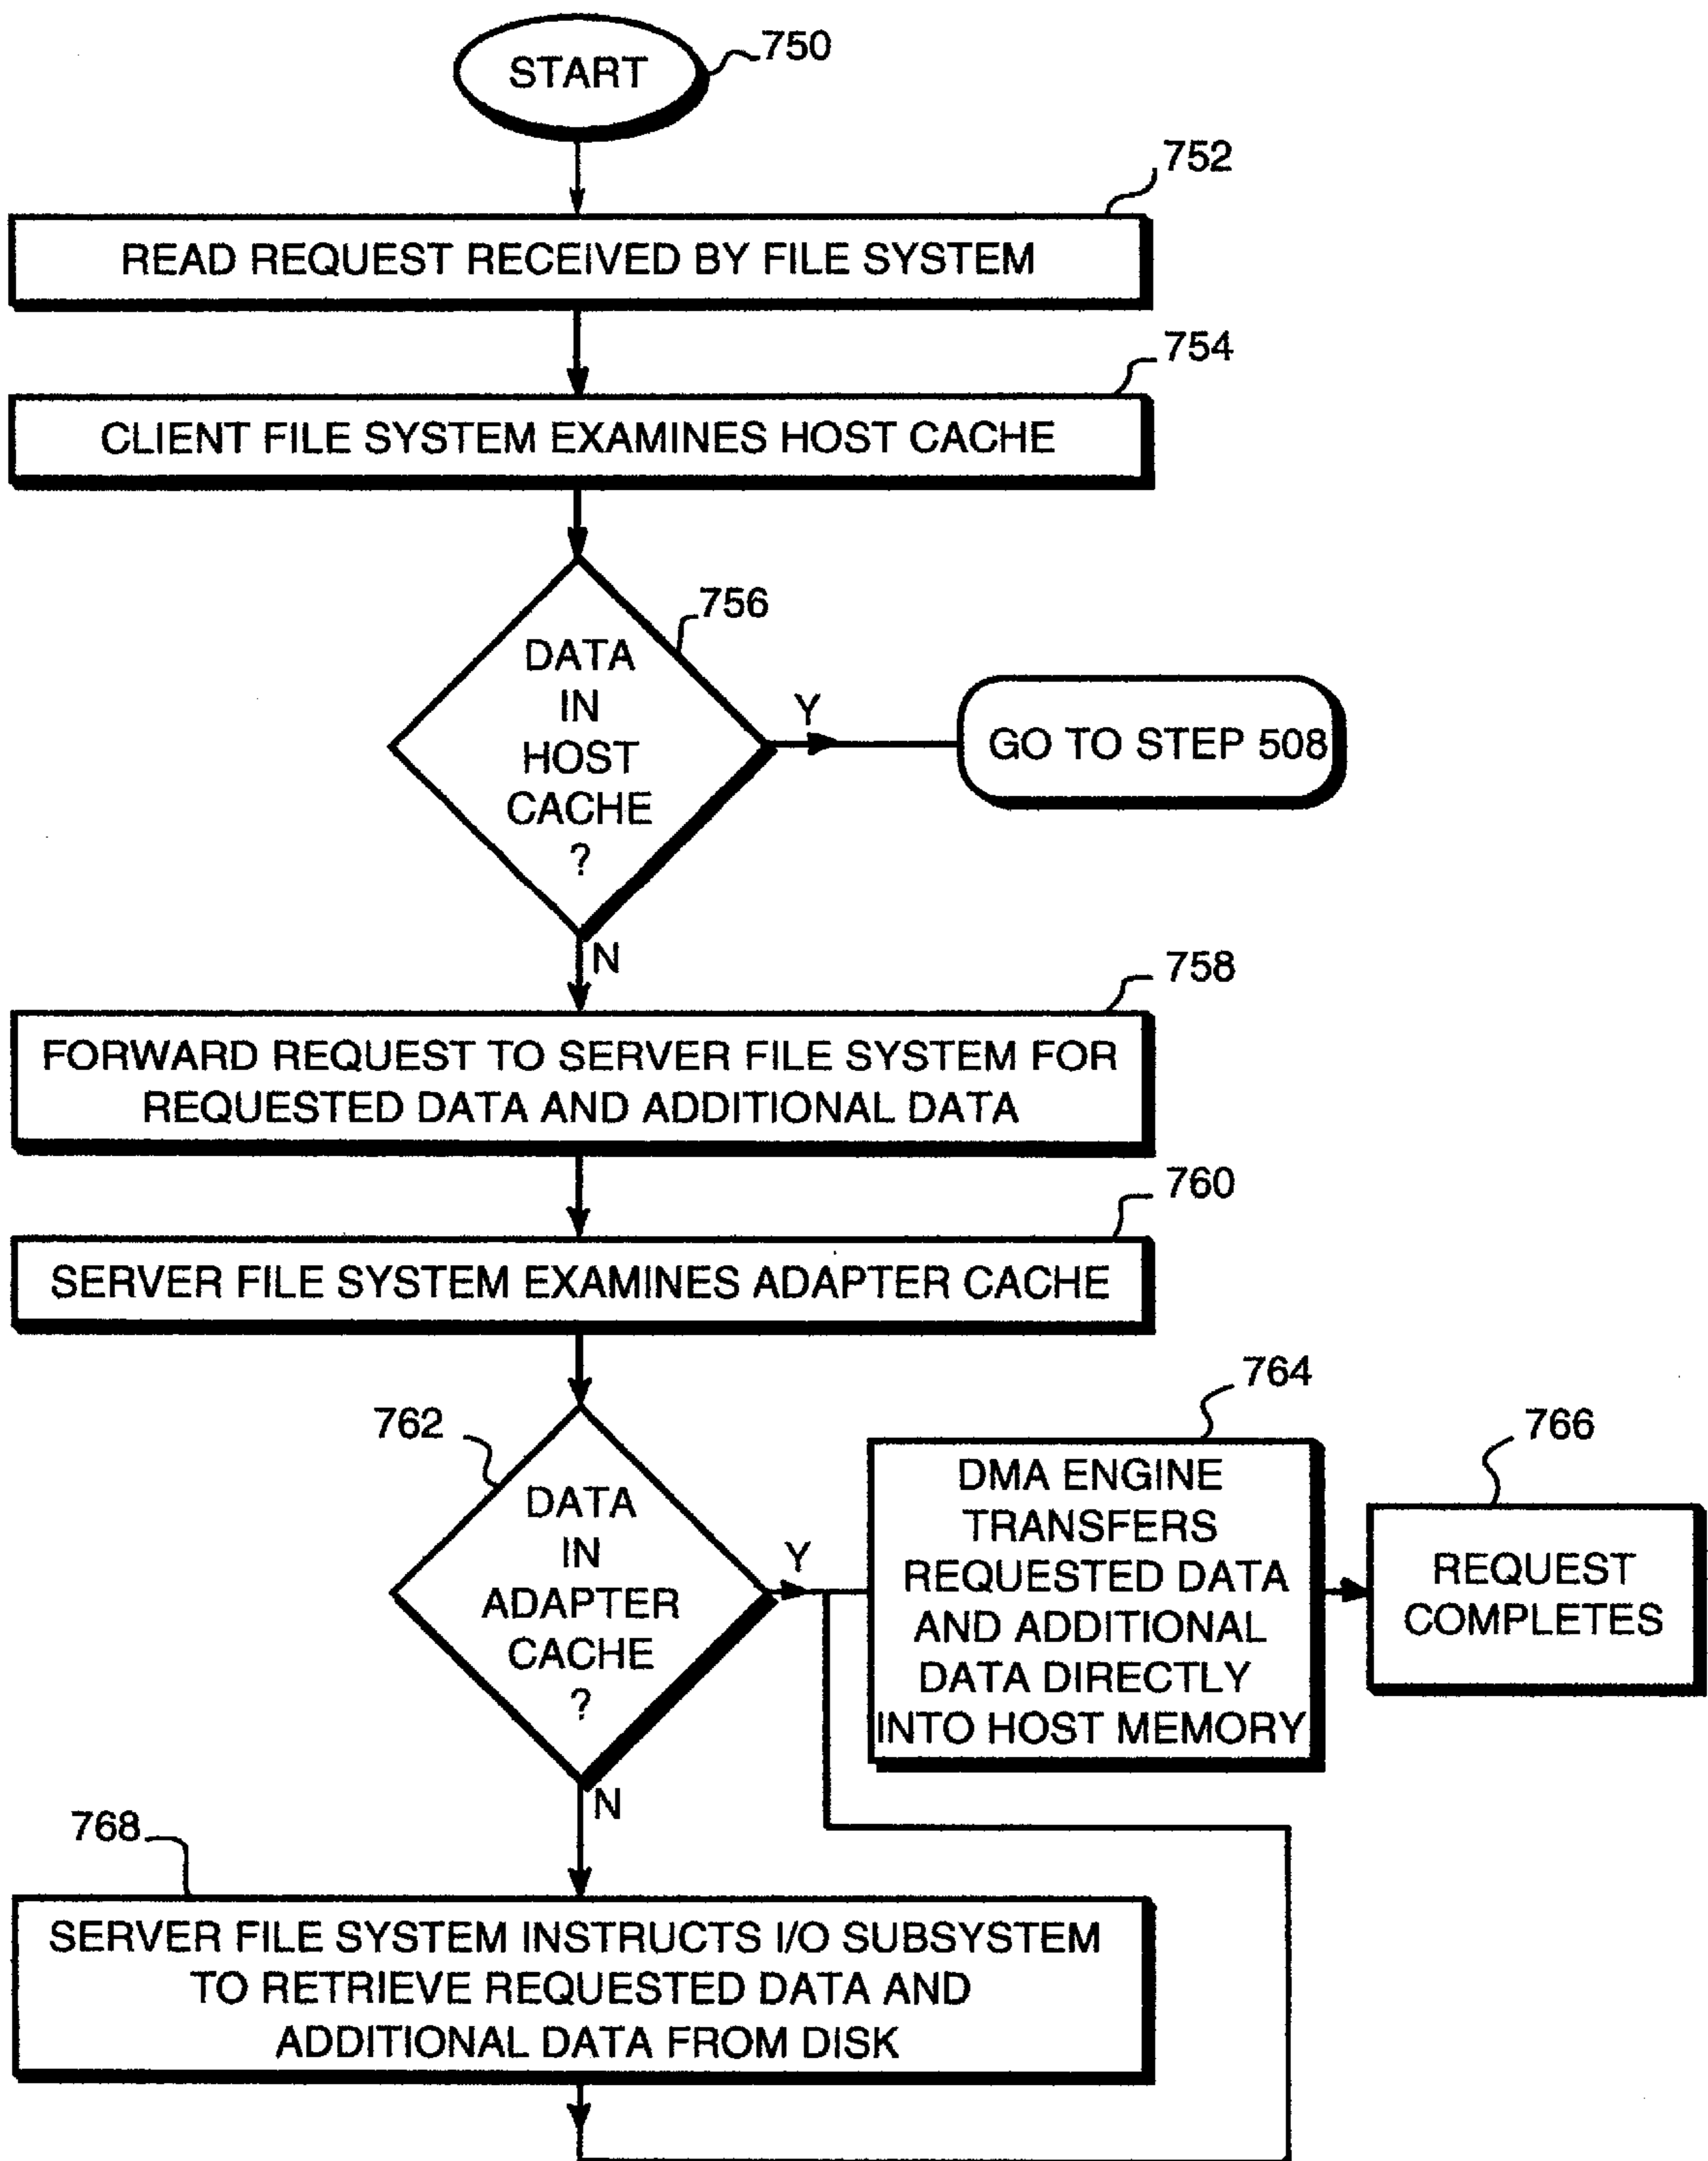 START
750
752
READ REQUEST RECEIVED BY FILE SYSTEM
754
CLIENT FILE SYSTEM EXAMINES HOST CACHE
756
DATA
IN
HOST
CACHE
?
Y
GO TO STEP 508
N
758
FORWARD REQUEST TO SERVER FILE SYSTEM FOR
REQUESTED DATA AND ADDITIONAL DATA
760
SERVER FILE SYSTEM EXAMINES ADAPTER CACHE
762
DATA
IN
ADAPTER
CACHE
?
Y
764
DMA ENGINE
TRANSFERS
REQUESTED DATA
AND ADDITIONAL
DATA DIRECTLY
INTO HOST MEMORY
766
REQUEST
COMPLETES
N
768
SERVER FILE SYSTEM INSTRUCTS I/O SUBSYSTEM
TO RETRIEVE REQUESTED DATA AND
ADDITIONAL DATA FROM DISK